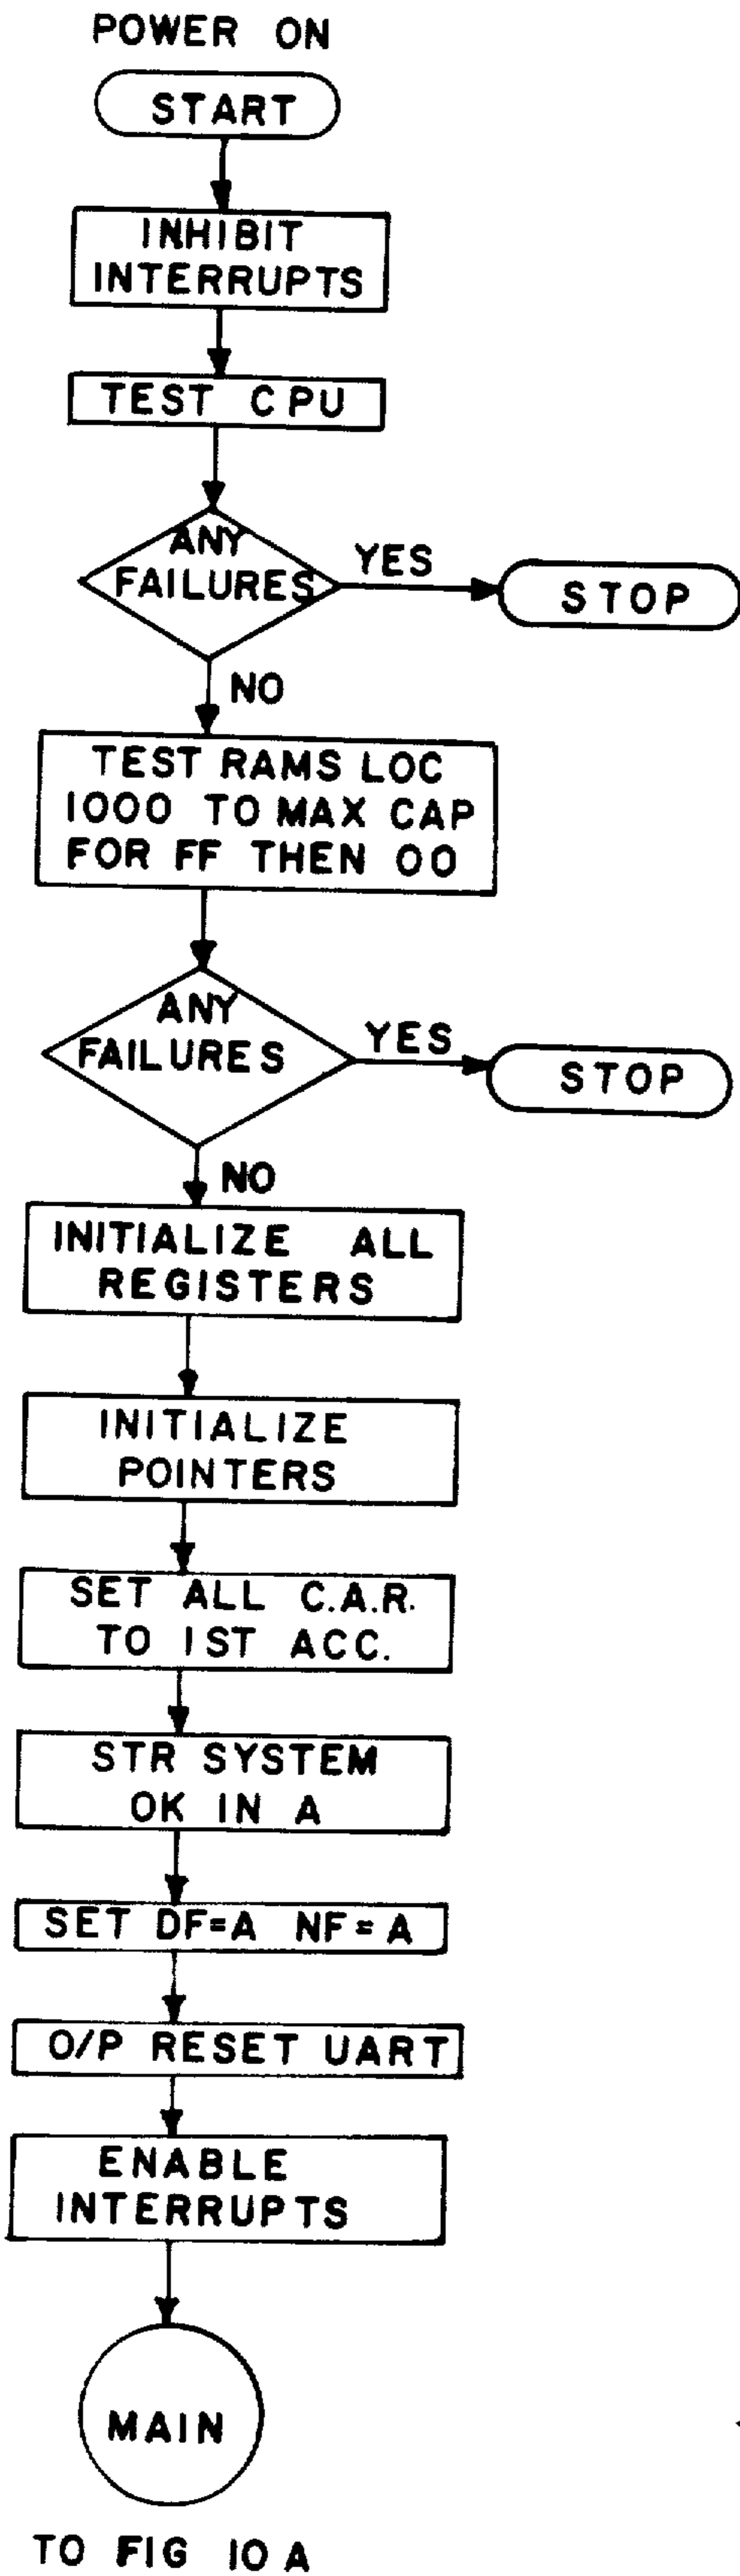 POWER ON
START
INHIBIT
INTERRUPTS
TEST CPU
ANY
FAILURES
YES
STOP
NO
TEST RAMS LOC
1000 TO MAX CAP
FOR FF THEN 00
ANY
FAILURES
YES
STOP
NO
INITIALIZE ALL
REGISTERS
INITIALIZE
POINTERS
SET ALL C.A.R.
TO 1ST ACC.
STR SYSTEM
OK IN A
SET DF=A NF=A
O/P RESET UART
ENABLE
INTERRUPTS
MAIN
TO FIG 10A